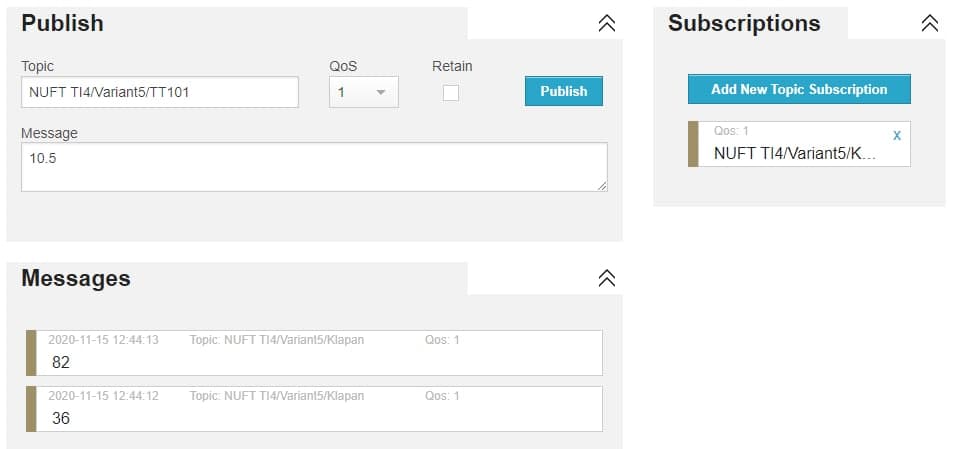 Publish
Topic QoS Retain
NUFT TI4/Variant5/TT101 1 Publish
Message
10.5
Subscriptions
Add New Topic Subscription
Qos: 1 x
NUFT TI4/Variant5/K...
Messages
2020-11-15 12:44:13 Topic: NUFT TI4/Variant5/Klapan Qos: 1
82
2020-11-15 12:44:12 Topic: NUFT TI4/Variant5/Klapan Qos: 1
36